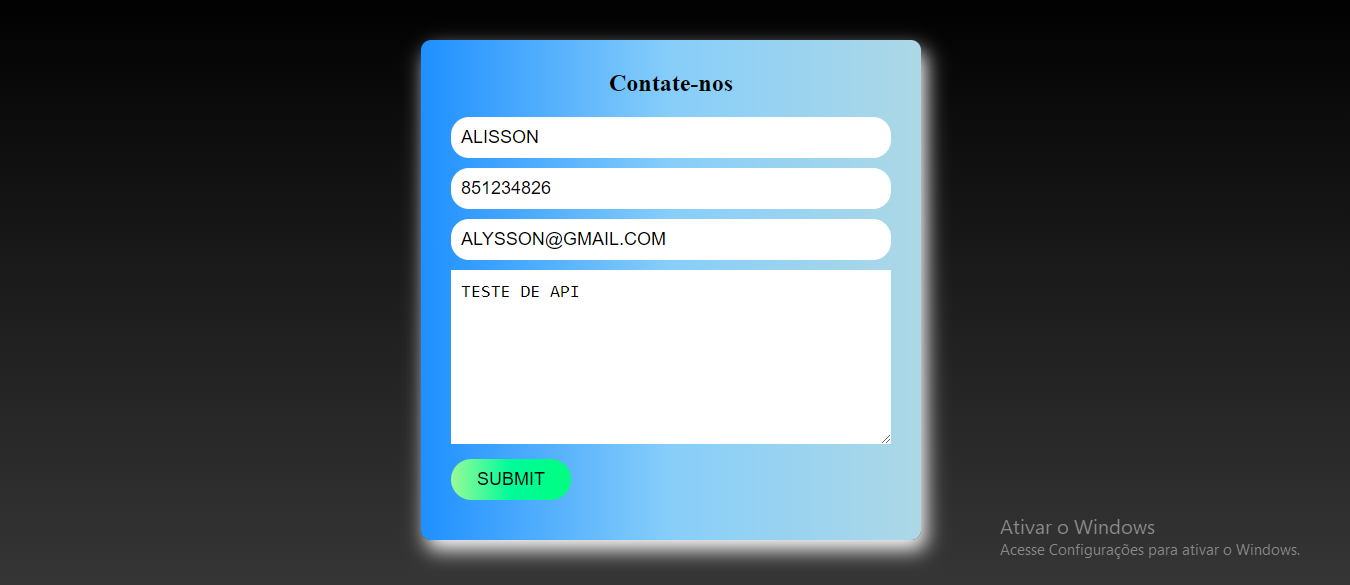 Contate-nos
ALISSON
851234826
ALYSSON@GMAIL.COM
TESTE DE API
SUBMIT
Ativar o Windows
Acesse Configurações para ativar o Windows.